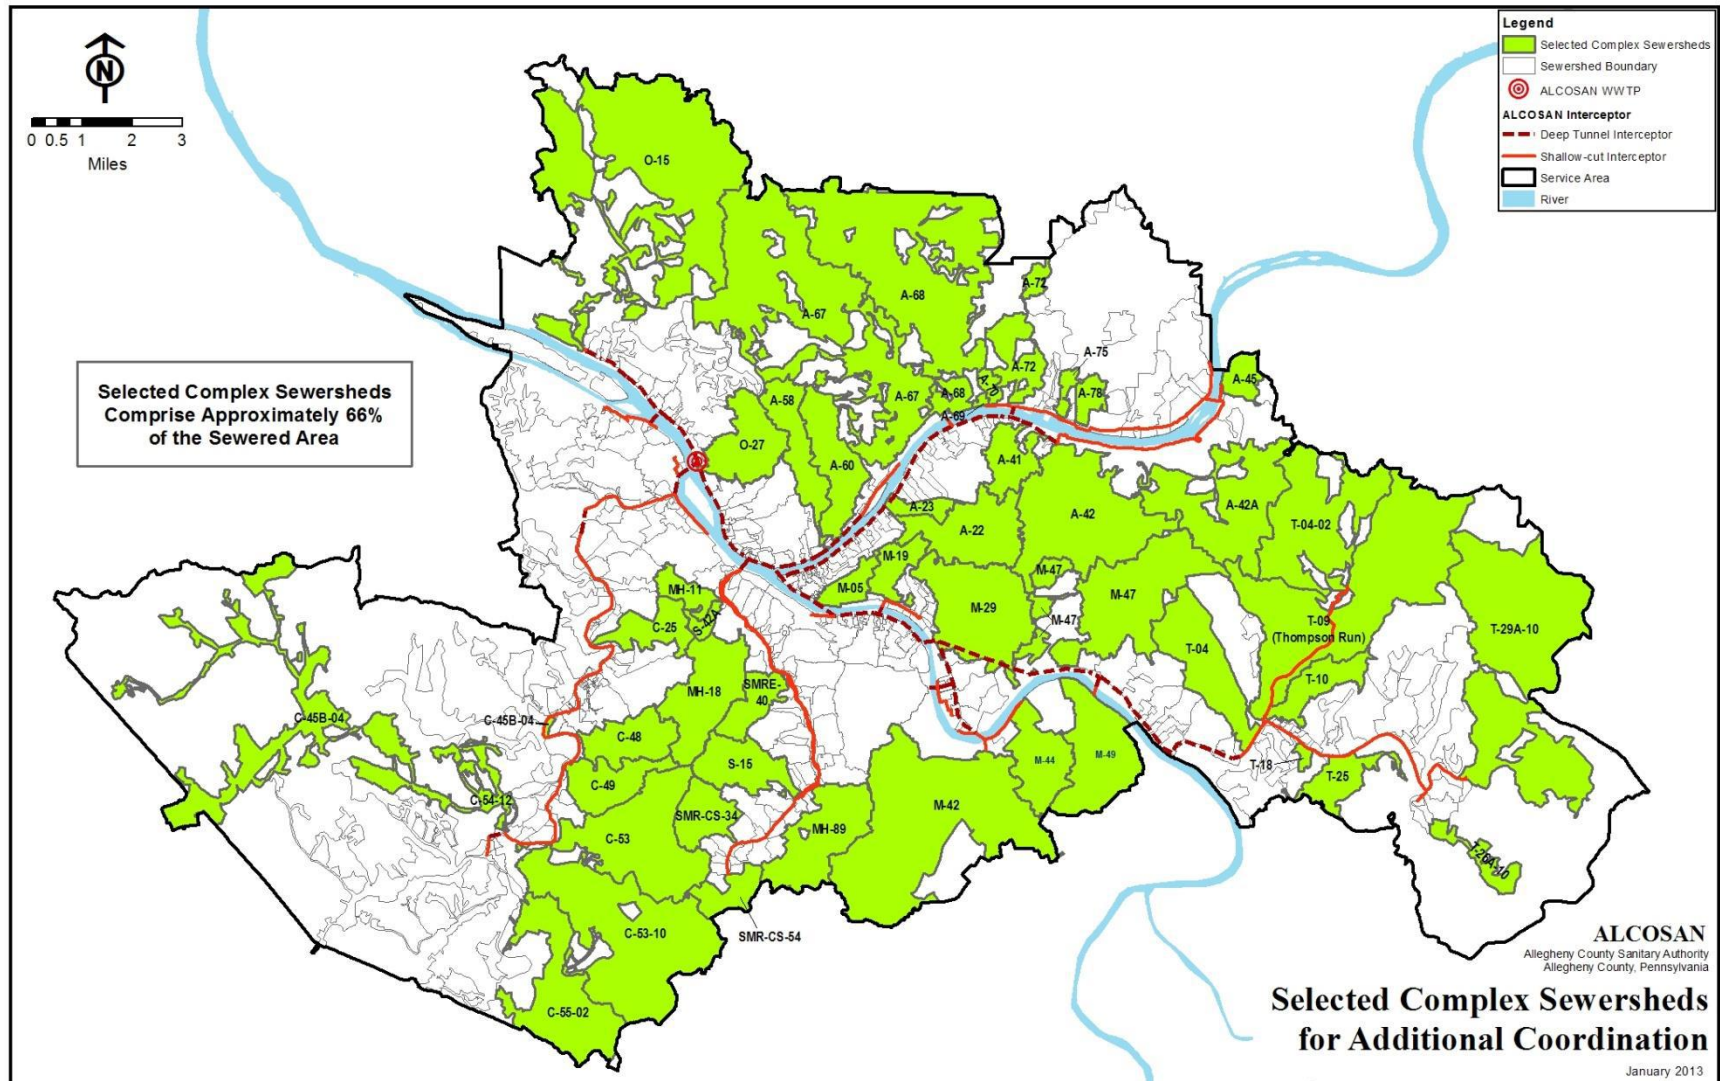 Legend
Selected Complex Sewersheds
Sewershed Boundary
ALCOSAN WWTP
ALCOSAN Interceptor
Deep Tunnel Interceptor
Shallow-cut Interceptor
Service Area
River
N
0 0.5 1 2 3
Miles
Selected Complex Sewersheds
Comprise Approximately 66%
of the Sewered Area
O-15
A-72
A-68
A-67
A-75
A-72
A-45
A-58
A-67
A-68
A-70
A-78
A-69
O-27
A-41
A-60
A-23
A-22
A-42
A-42A
T-04-02
M-19
M-47
MH-11
M-05
M-29
M-47
C-25
S-42A
M-47
T-09
(Thompson Run)
T-29A-10
T-04
T-10
MH-18
SMRE-
40
C-45B-04
C-45B-04
C-48
S-15
M-44
M-49
T-18
T-25
C-49
C-54-12
M-42
SMR-CS-34
MH-89
C-53
T-26A-10
C-53-10
SMR-CS-54
C-55-02
ALCOSAN
Allegheny County Sanitary Authority
Allegheny County, Pennsylvania
Selected Complex Sewersheds
for Additional Coordination
January 2013